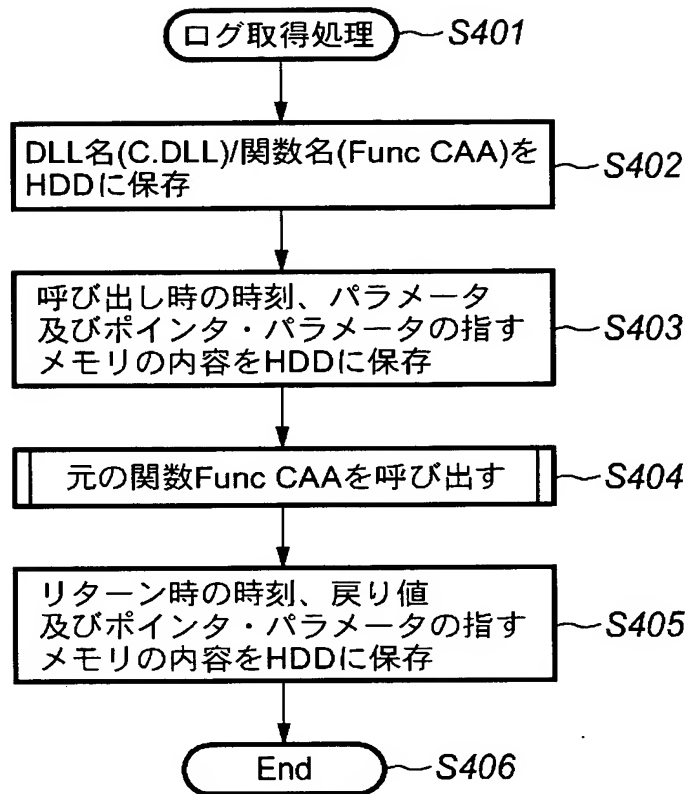 ログ取得処理 S401
DLL名(C.DLL)/関数名(Func CAA)を
HDDに保存
S402
呼び出し時の時刻、パラメータ
及びポインタ・パラメータの指す
メモリの内容をHDDに保存
S403
元の関数Func CAAを呼び出す S404
リターン時の時刻、戻り値
及びポインタ・パラメータの指す
メモリの内容をHDDに保存
S405
End S406